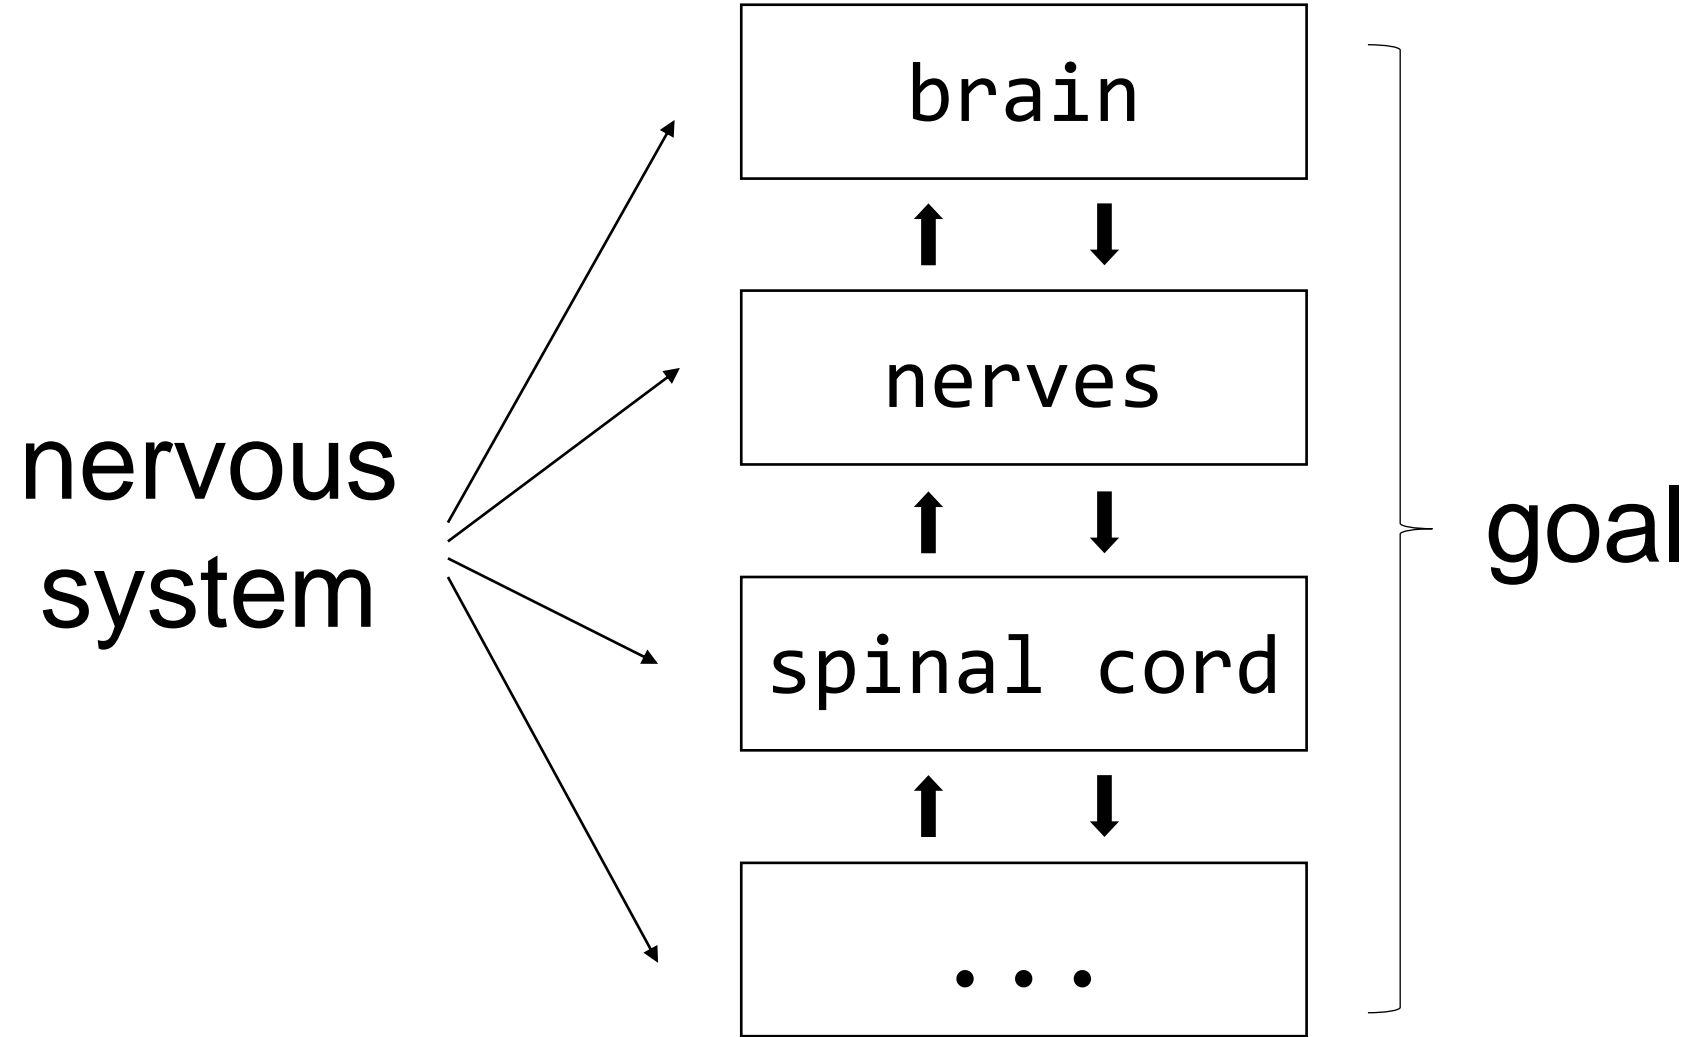 nervous
system
brain
nerves
spinal cord
...
goal